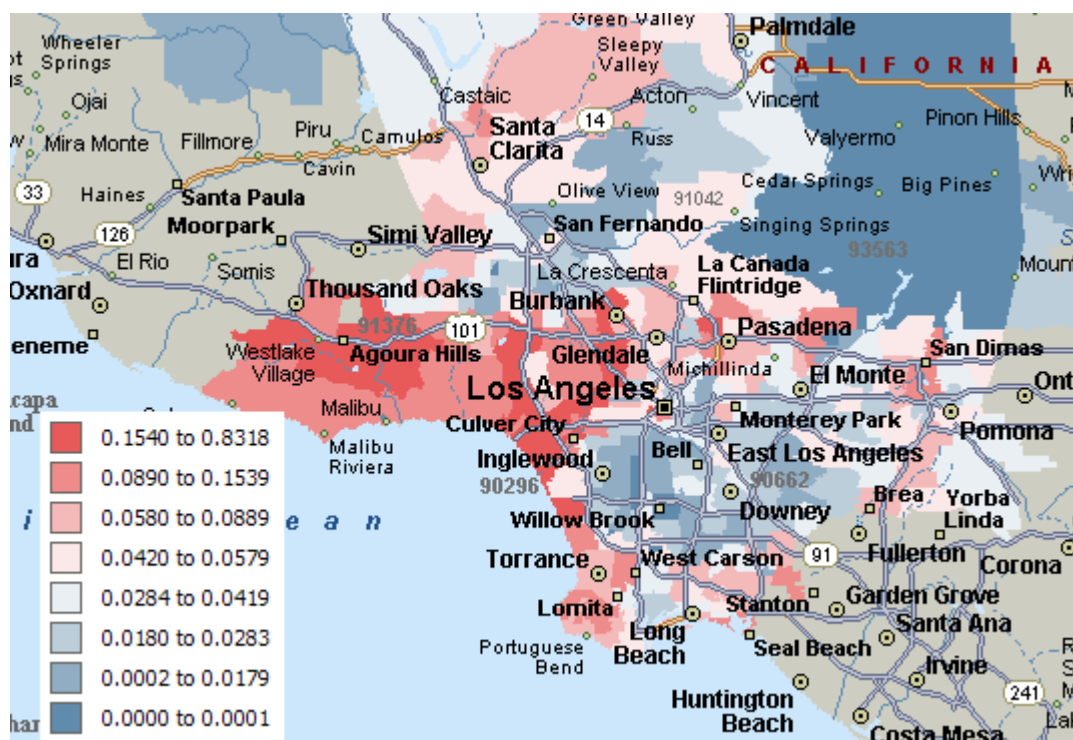 Green Valley
Palmdale
Wheeler
Springs
Sleepy
Valley
CALIFORNIA
Ojai
Castaic
Acton
Vincent
Pinon Hills
14
Mira Monte
Fillmore
Piru
Camulos
Santa
Clarita
Russ
Valyermo
Cavin
33
Haines
Santa Paula
Olive View
91042
Cedar Springs
Big Pines
Moorpark
San Fernando
Singing Springs
126
Simi Valley
93563
El Rio
Somis
La Crescenta
La Canada
Flintridge
Oxnard
Thousand Oaks
Burbank
91376
101
Pasadena
Westlake
Village
Agoura Hills
Glendale
San Dimas
Michillinda
Los Angeles
El Monte
Malibu
Monterey Park
Pomona
Malibu
Riviera
Culver City
Bell
East Los Angeles
Inglewood
90296
90662
Brea
Yorba
Linda
Willow Brook
Downey
Fullerton
Corona
Torrance
West Carson
91
Lomita
Stanton
Garden Grove
Santa Ana
Portuguese
Bend
Long
Beach
Seal Beach
Irvine
Huntington
Beach
241
Costa Mesa
0.1540 to 0.8318
0.0890 to 0.1539
0.0580 to 0.0889
0.0420 to 0.0579
0.0284 to 0.0419
0.0180 to 0.0283
0.0002 to 0.0179
0.0000 to 0.0001